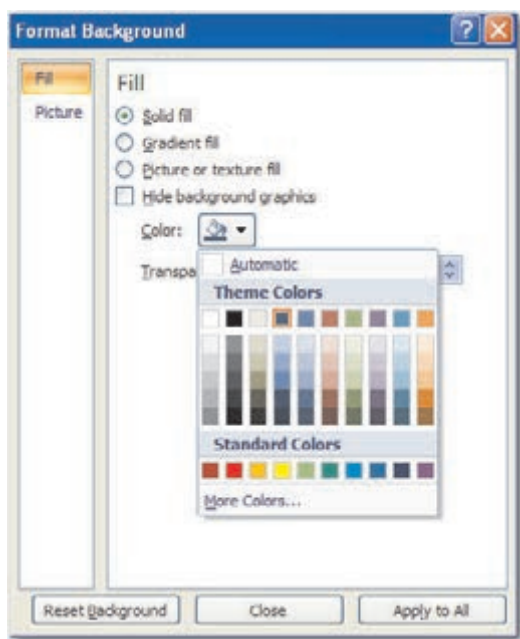 Format Background
Fill
Picture
Fill
Solid fill
Gradient fill
Picture or texture fill
Hide background graphics
Color:
Transpa
Automatic
Theme Colors
Standard Colors
More Colors...
Reset Background
Close
Apply to All